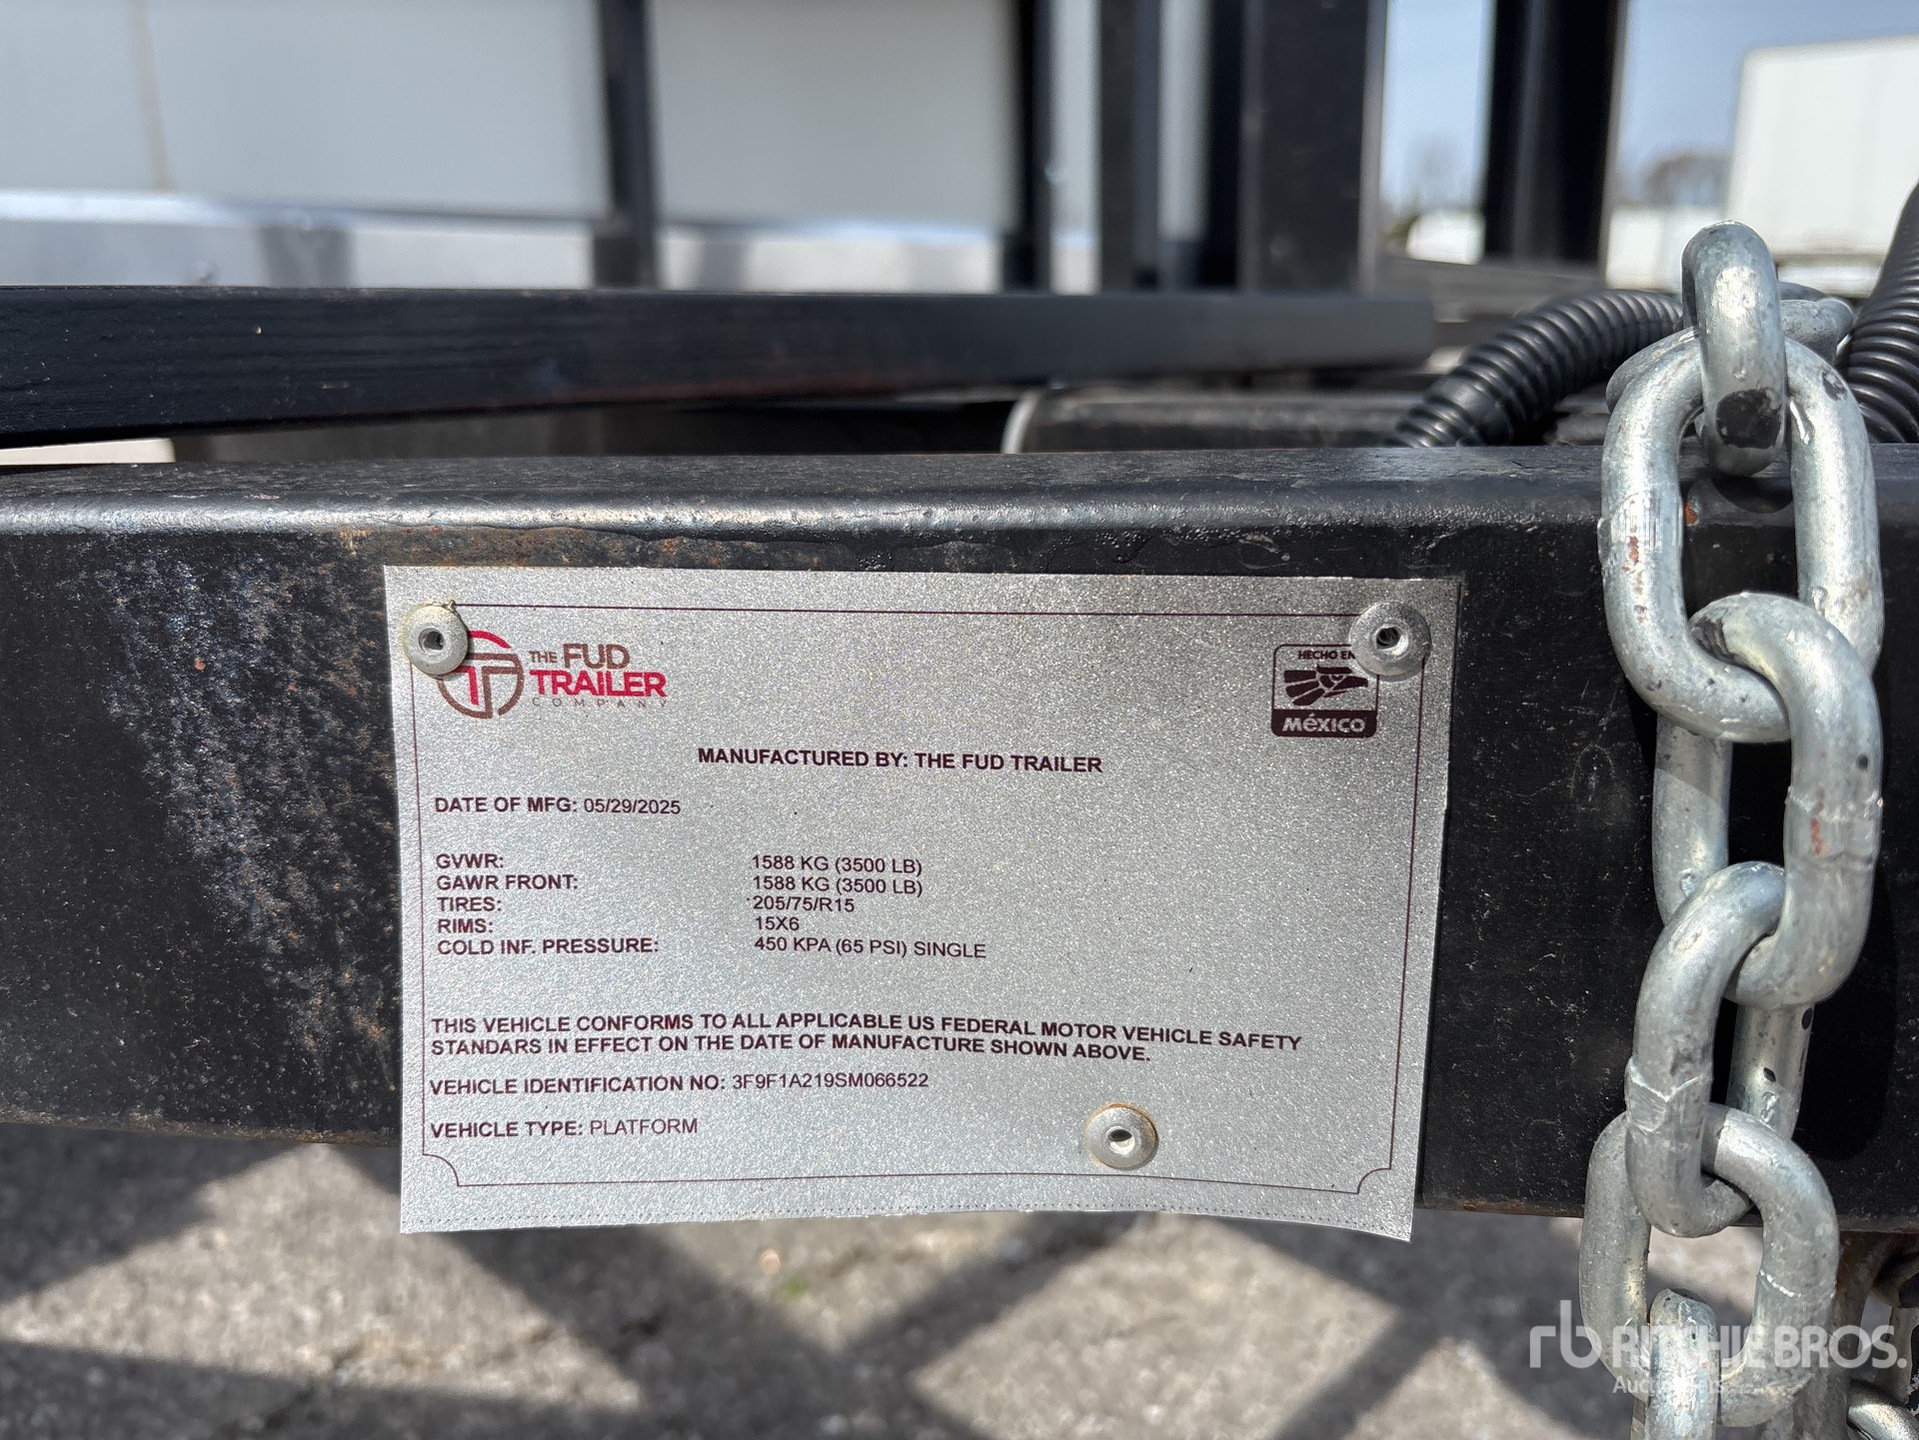 THE FUD
TRAILER
COMPANY
HECHO EN
MéXICO
MANUFACTURED BY: THE FUD TRAILER
DATE OF MFG: 05/29/2025
GVWR: 1588 KG (3500 LB)
GAWR FRONT: 1588 KG (3500 LB)
TIRES: 205/75/R15
RIMS: 15X6
COLD INF. PRESSURE: 450 KPA (65 PSI) SINGLE
THIS VEHICLE CONFORMS TO ALL APPLICABLE US FEDERAL MOTOR VEHICLE SAFETY
STANDARS IN EFFECT ON THE DATE OF MANUFACTURE SHOWN ABOVE.
VEHICLE IDENTIFICATION NO: 3F9F1A219SM066522
VEHICLE TYPE: PLATFORM
rb RITCHIE BROS.
Auctioneers